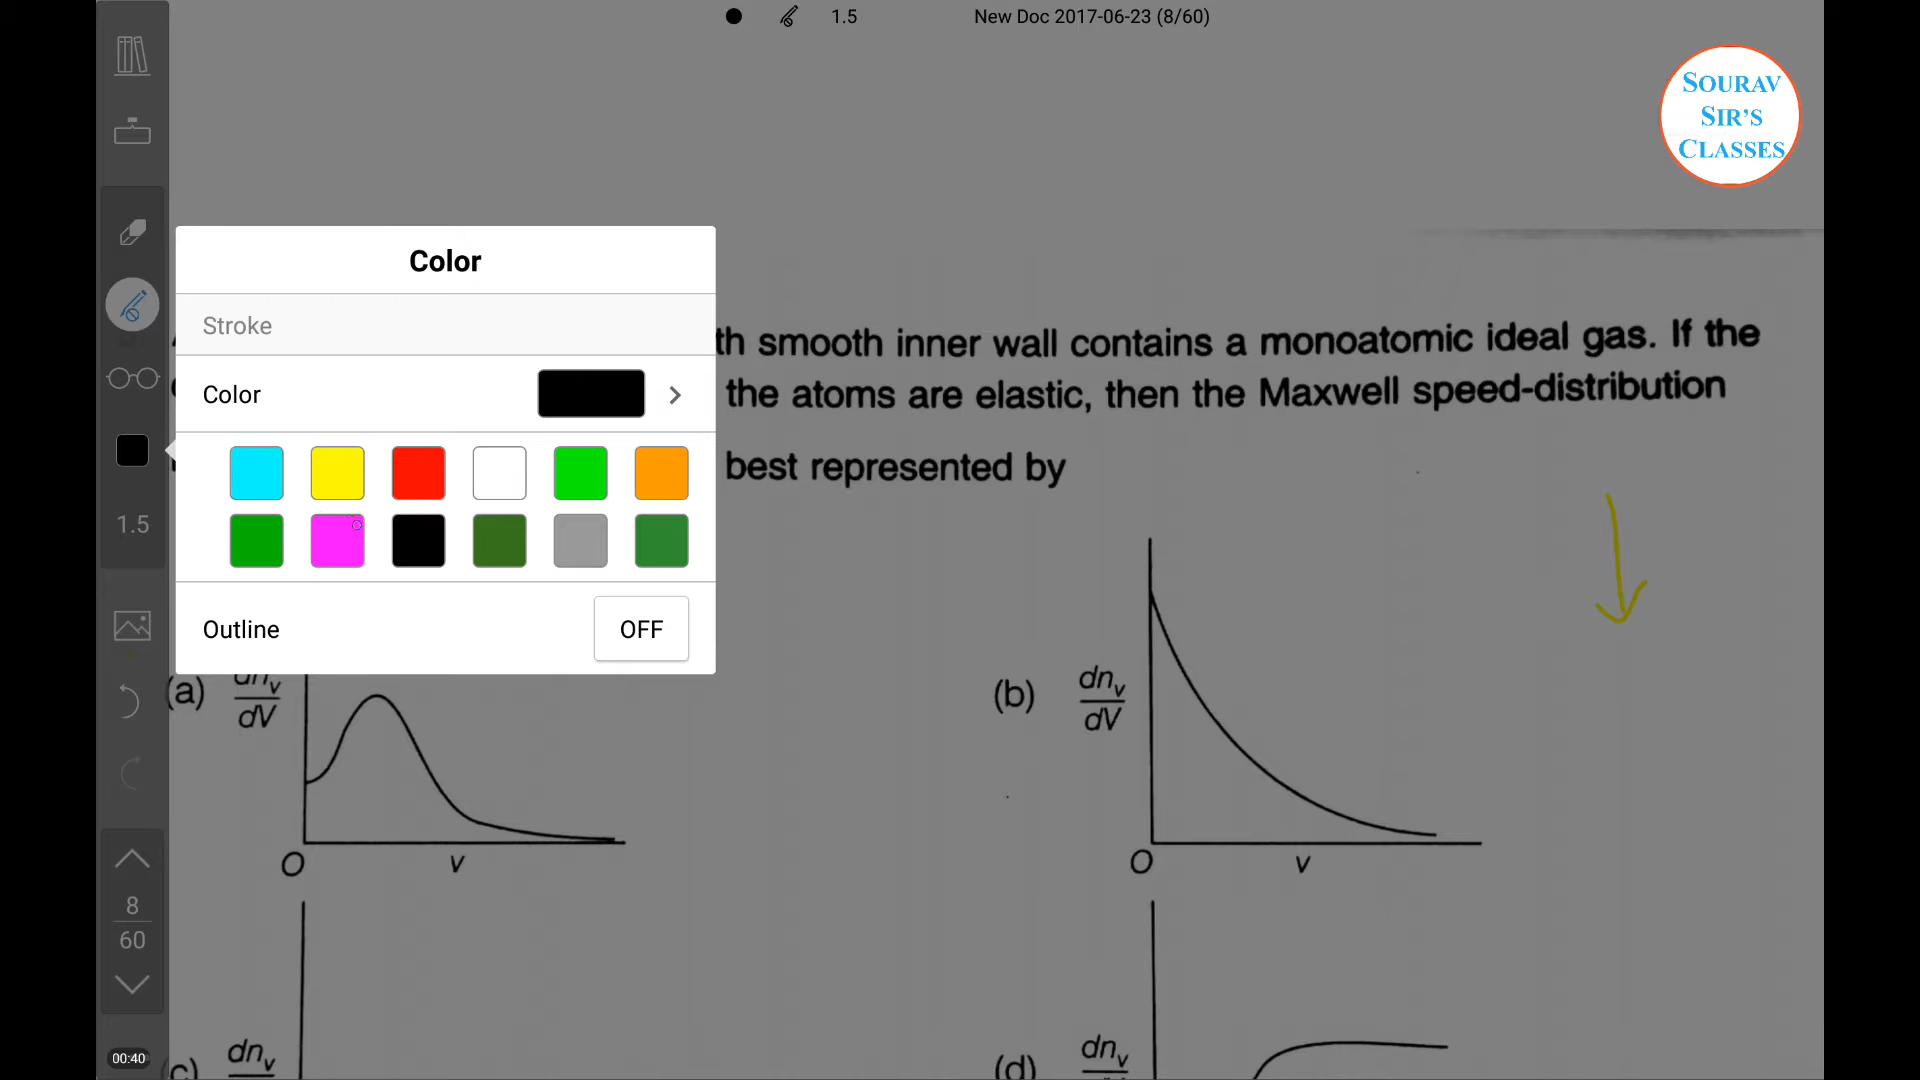 1.5
New Doc 2017-06-23 (8/60)
SOURAV
SIR'S
CLASSES
Color
Stroke
Color
th smooth inner wall contains a monoatomic ideal gas. If the
the atoms are elastic, then the Maxwell speed-distribution
best represented by
1.5
Outline
OFF
(a) dnv
dV
O
v
(b) dnv
dV
O
v
8
60
00:40
(c) dnv
(d) dnv